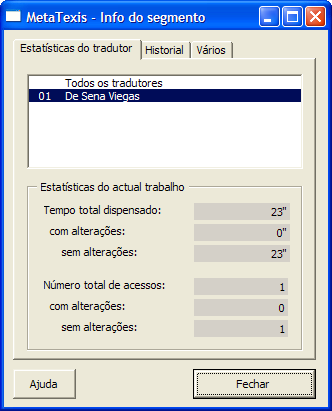 MetaTexis - Info do segmento
Estatísticas do tradutor Historial Vários
Todos os tradutores
01 De Sena Viegas
Estatísticas do actual trabalho
Tempo total dispensado: 23"
com alterações: 0"
sem alterações: 23"
Número total de acessos: 1
com alterações: 0
sem alterações: 1
Ajuda Fechar